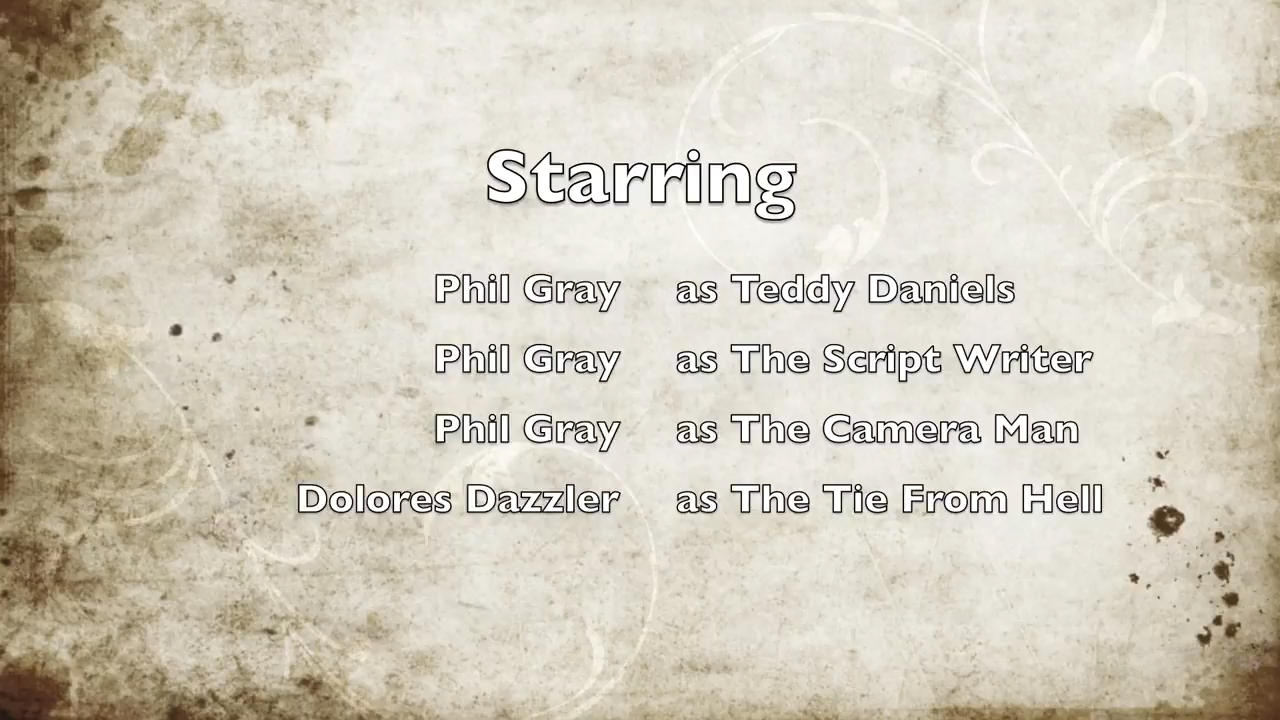 Starring
Phil Gray as Teddy Daniels
Phil Gray as The Script Writer
Phil Gray as The Camera Man
Dolores Dazzler as The Tie From Hell